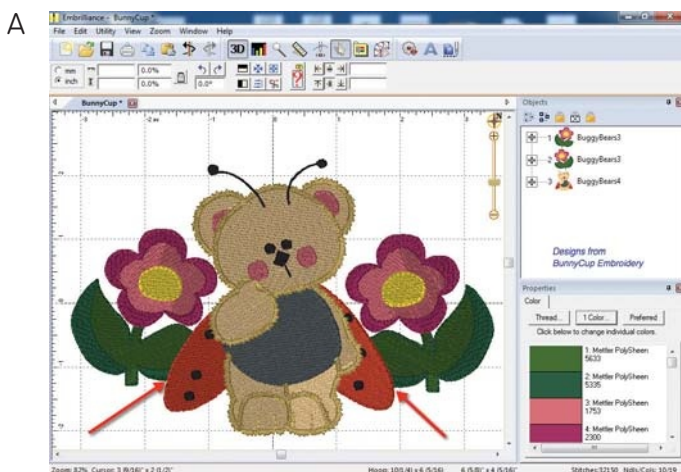 A
Embrilliance - BunnyCup *
File Edit Utility View Zoom Window Help
3D
mm
inch
0.0%
0.0%
0.0°
BunnyCup *
Objects
1 BuggyBears3
2 BuggyBears3
3 BuggyBears4
Designs from
BunnyCup Embroidery
Properties
Color
Thread... 1 Color... Preferred
Click below to change individual colors.
1: Mettler PolySheen
5633
2: Mettler PolySheen
5335
3: Mettler PolySheen
1753
4: Mettler PolySheen
2300